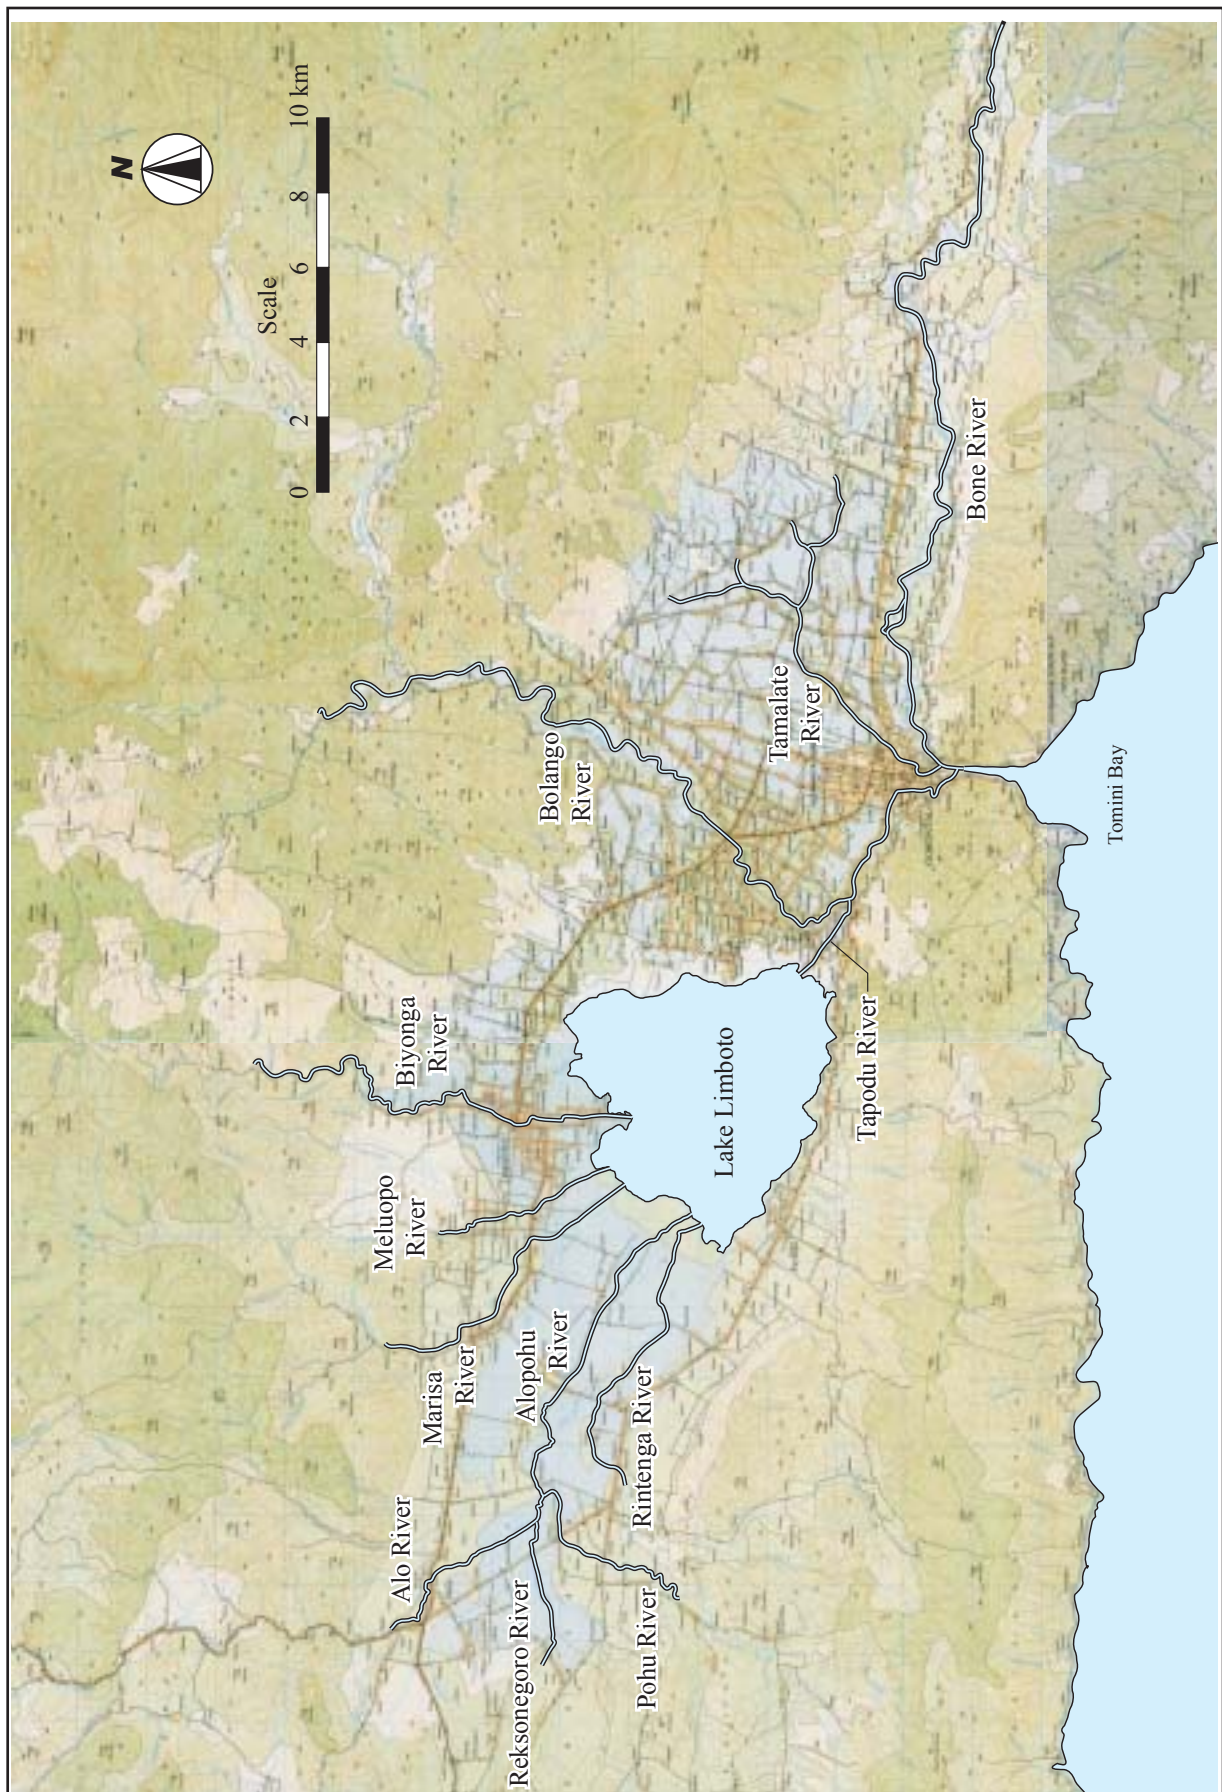 N
Scale
0 2 4 6 8 10 km
Bolango
River
Biyonga
River
Meluopo
River
Marisa
River
Alo River
Alopohu
River
Reksonegoro River
Rintenga River
Pohu River
Lake Limboto
Tapodu River
Tamalate
River
Bone River
Tomini Bay